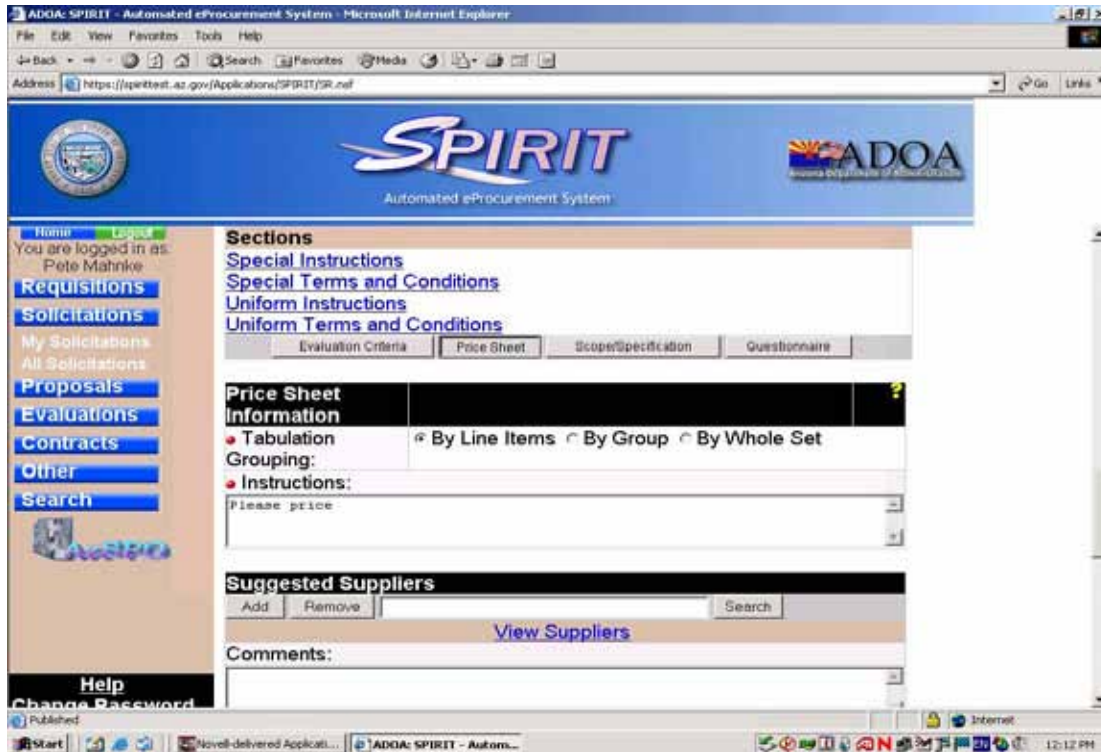 ADOA: SPIRIT - Automated eProcurement System - Microsoft Internet Explorer
File Edit View Favorites Tools Help
Back Search Favorites Media
Address https://spirittest.az.gov/Applications/SPIRIT/SR.nsf Go Links
SPIRIT
Automated eProcurement System
ADOA
Arizona Department of Administration
Home Logout
You are logged in as:
Pete Mahnke
Requisitions
Solicitations
My Solicitations
All Solicitations
Proposals
Evaluations
Contracts
Other
Search
Sections
Special Instructions
Special Terms and Conditions
Uniform Instructions
Uniform Terms and Conditions
Evaluation Criteria Price Sheet Scope/Specification Questionnaire
Price Sheet ?
Information
Tabulation By Line Items By Group By Whole Set
Grouping:
Instructions:
Please price
Suggested Suppliers
Add Remove Search
View Suppliers
Comments:
Help
Change Password
Published Internet
Start Novell-delivered Applicati... ADOA: SPIRIT - Autom... 12:12 PM